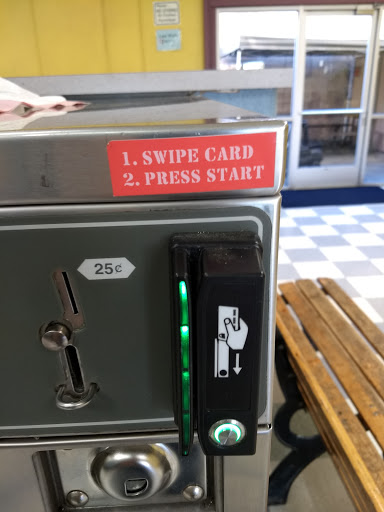 1. SWIPE CARD
2. PRESS START
25¢